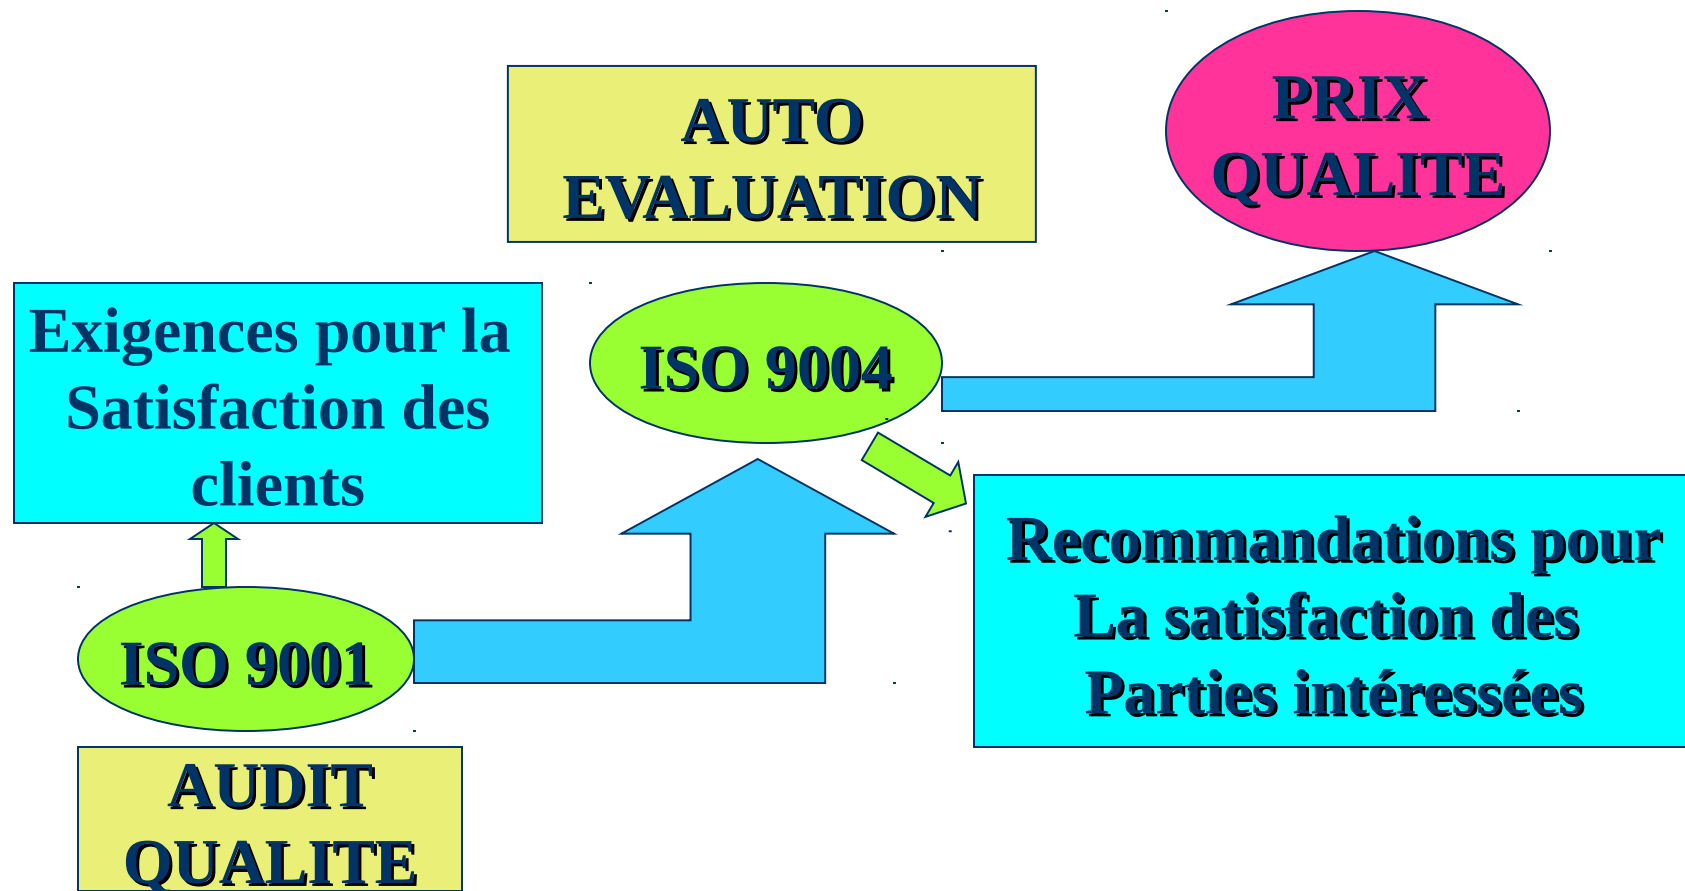 PRIX
QUALITE
AUTO
EVALUATION
Exigences pour la
Satisfaction des
clients
ISO 9004
Recommandations pour
La satisfaction des
Parties intéressées
ISO 9001
AUDIT
QUALITE